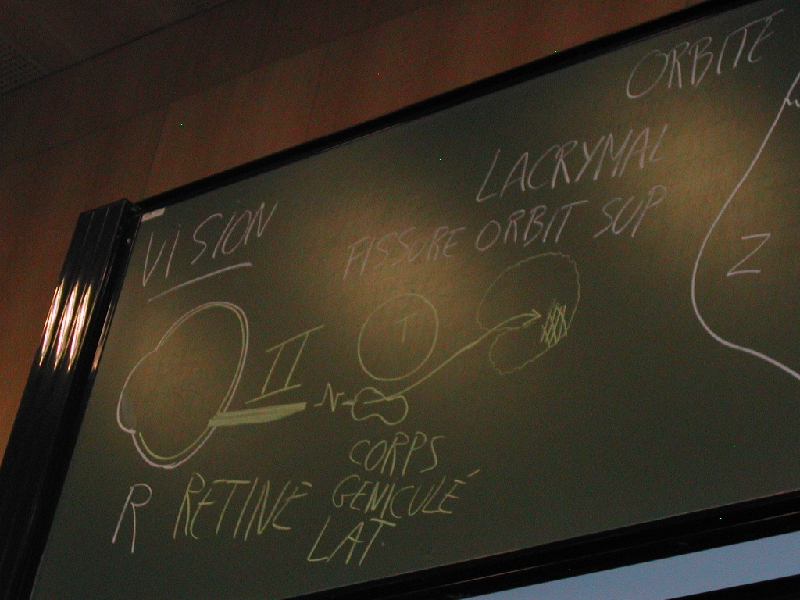 ORBITE
LACRYMAL
FISSURE ORBIT SUP
VISION
II
T
N
Z
R RETINE
CORPS
GENICULÉ
LAT